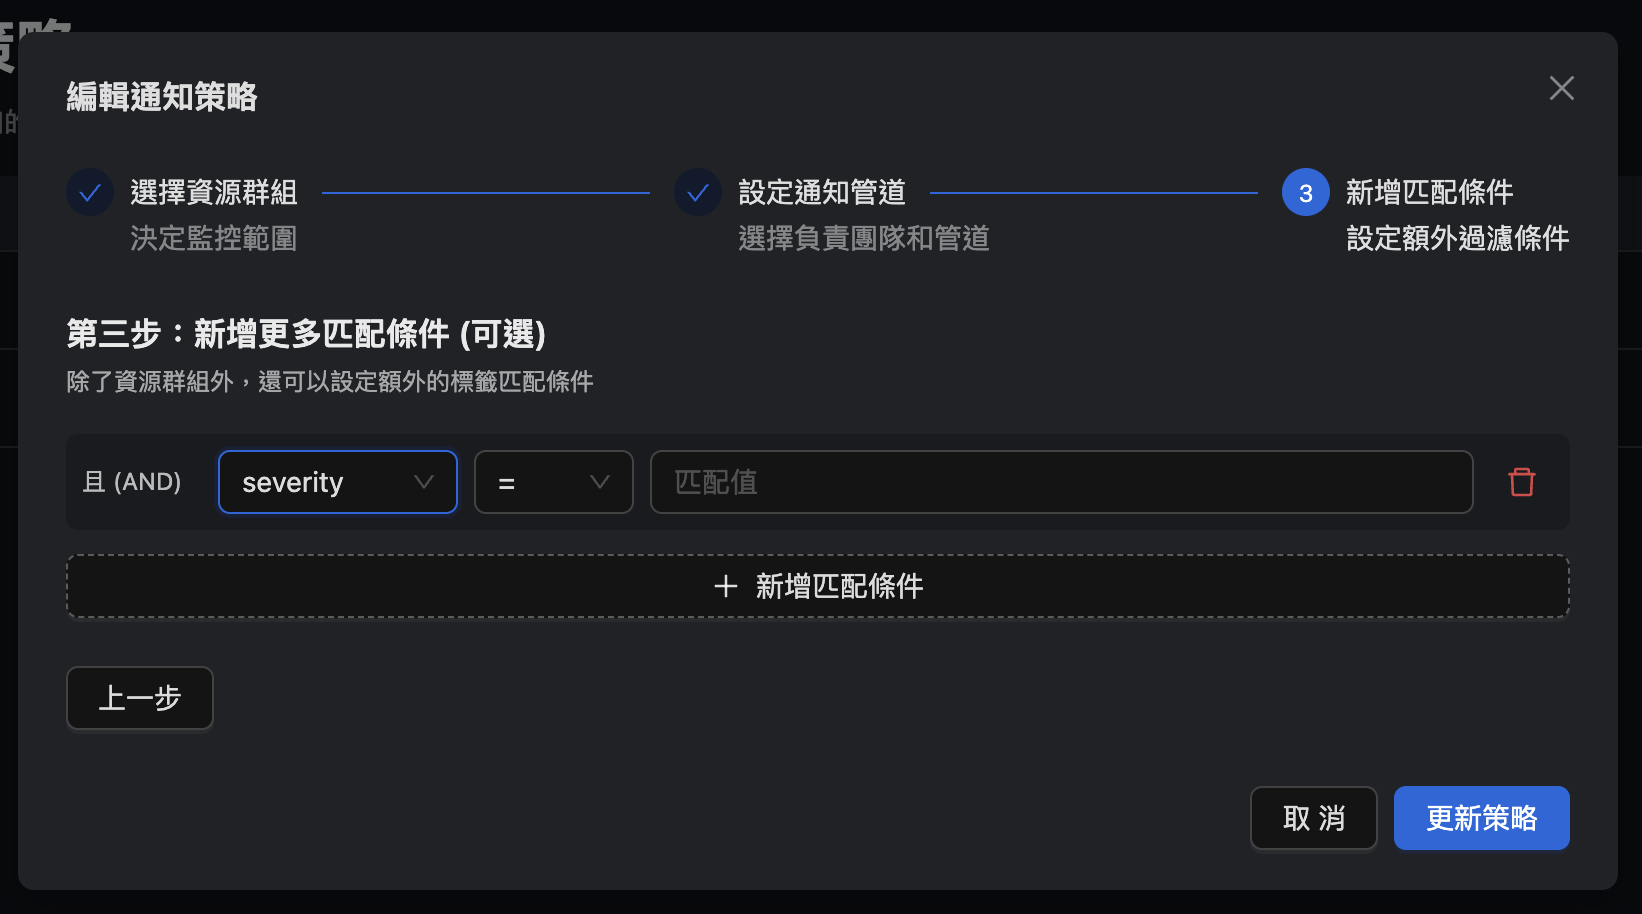 策略
編輯通知策略
選擇資源群組
決定監控範圍
設定通知管道
選擇負責團隊和管道
3
新增匹配條件
設定額外過濾條件
第三步：新增更多匹配條件 (可選)
除了資源群組外，還可以設定額外的標籤匹配條件
且 (AND)
severity
=
匹配值
新增匹配條件
上一步
取 消
更新策略